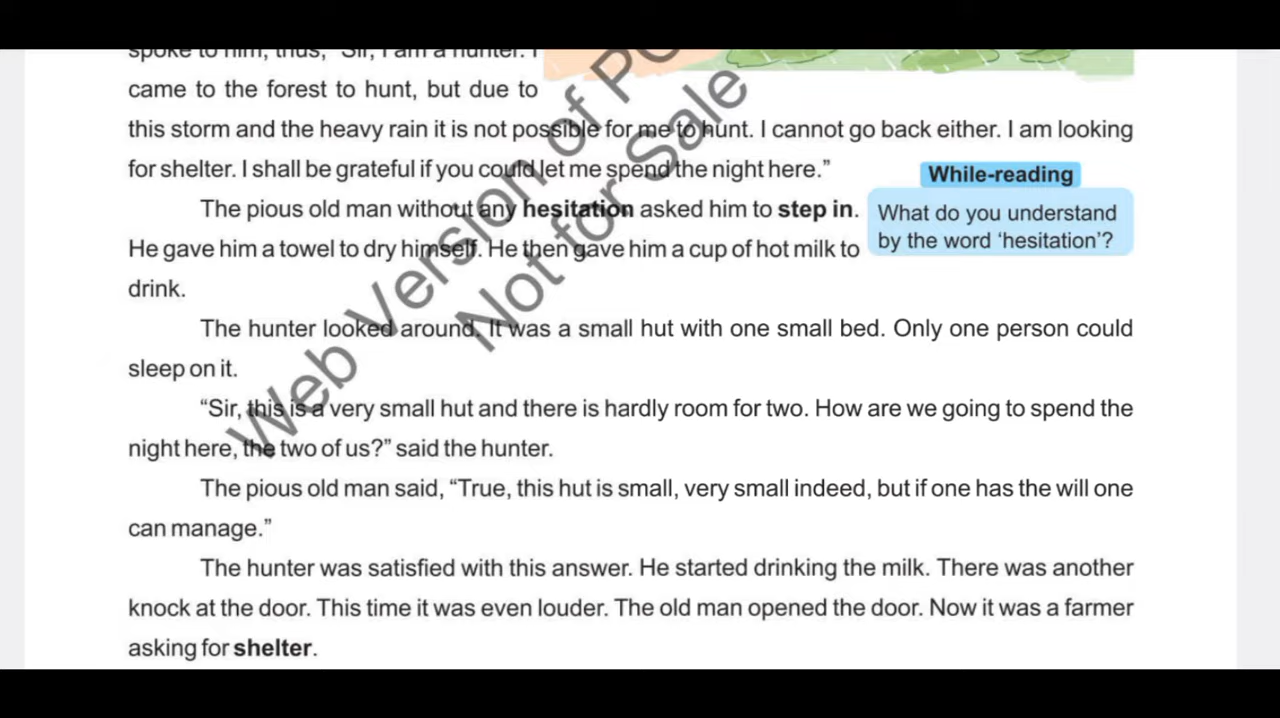 spoke to him, thus, “Sir, I am a hunter. I
came to the forest to hunt, but due to
this storm and the heavy rain it is not possible for me to hunt. I cannot go back either. I am looking
for shelter. I shall be grateful if you could let me spend the night here.”
While-reading
What do you understand
by the word ‘hesitation’?
The pious old man without any hesitation asked him to step in.
He gave him a towel to dry himself. He then gave him a cup of hot milk to
drink.
The hunter looked around. It was a small hut with one small bed. Only one person could
sleep on it.
“Sir, this is a very small hut and there is hardly room for two. How are we going to spend the
night here, the two of us?” said the hunter.
The pious old man said, “True, this hut is small, very small indeed, but if one has the will one
can manage.”
The hunter was satisfied with this answer. He started drinking the milk. There was another
knock at the door. This time it was even louder. The old man opened the door. Now it was a farmer
asking for shelter.
Web Version of
Not for Sale